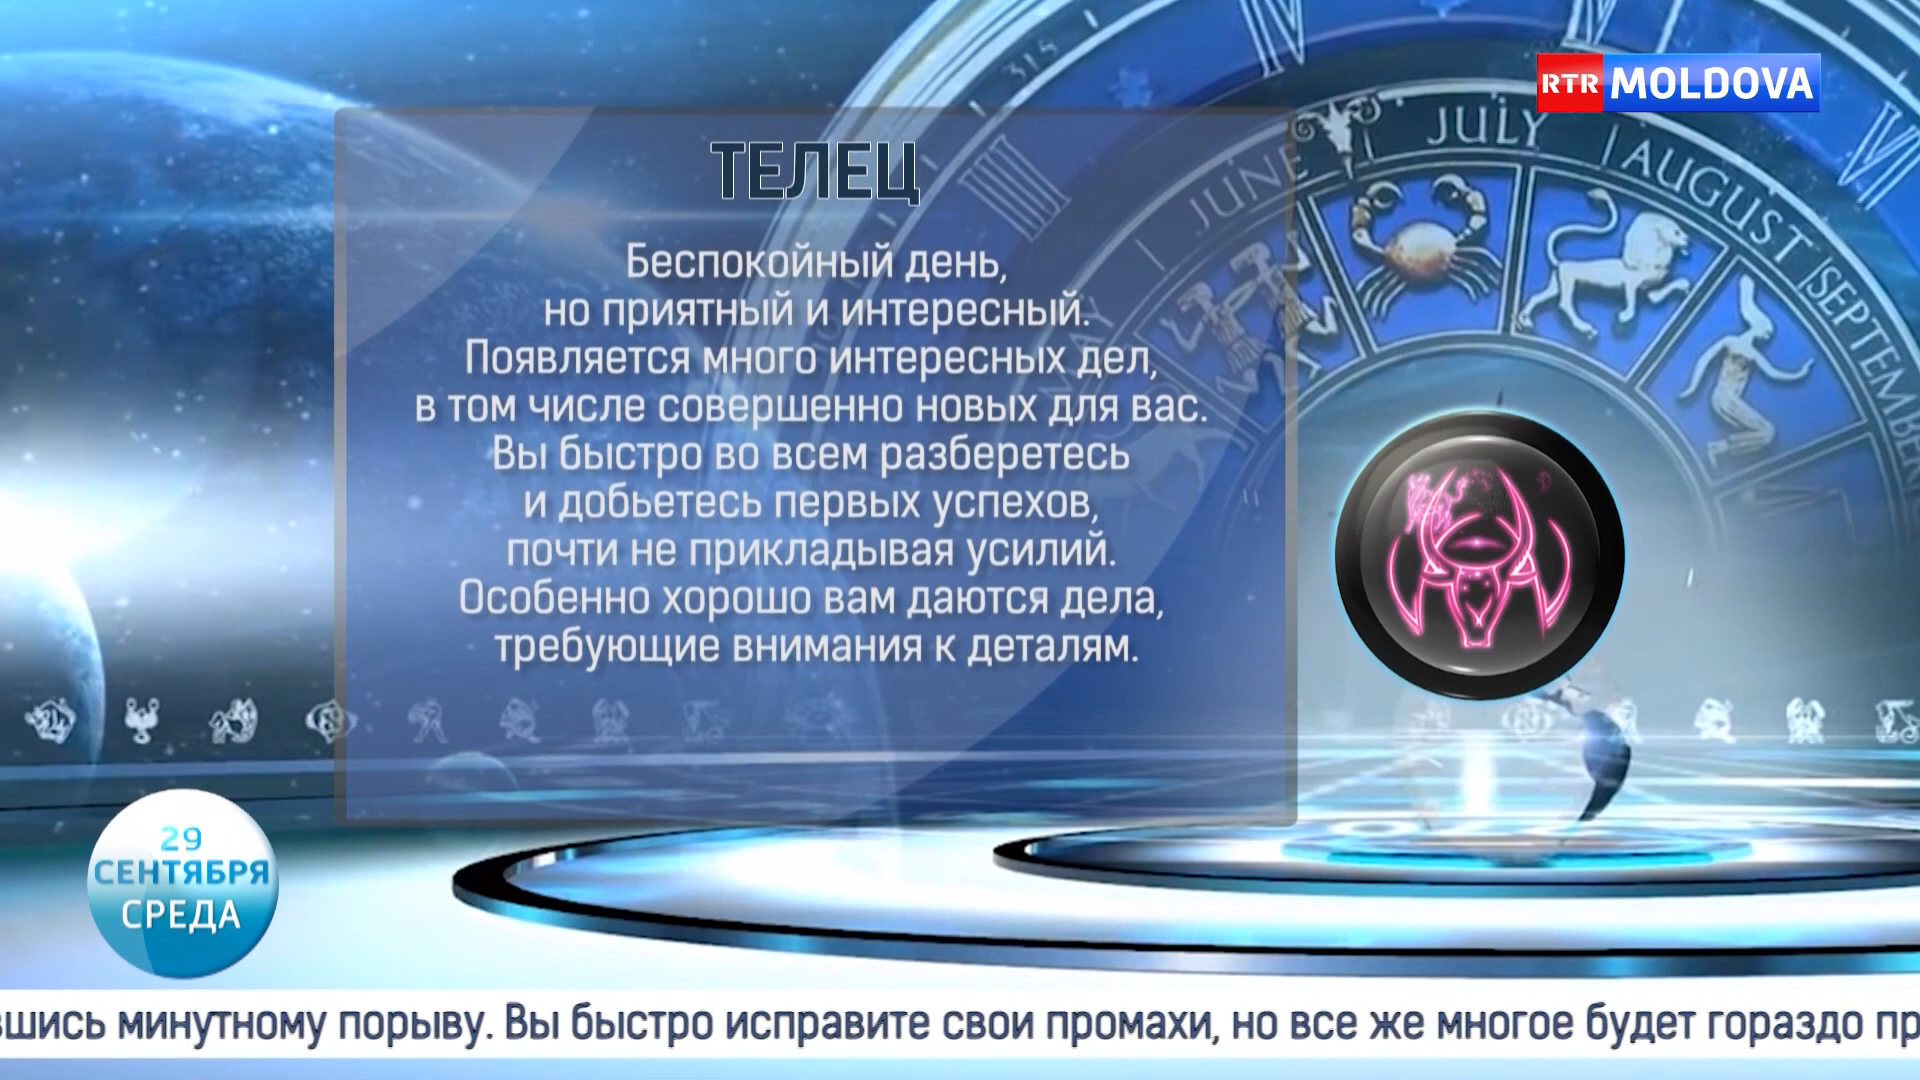 RTR MOLDOVA
315
JUNE
JULY
AUGUST
SEPTEMBER
MAY
ТЕЛЕЦ
Беспокойный день,
но приятный и интересный.
Появляется много интересных дел,
в том числе совершенно новых для вас.
Вы быстро во всем разберетесь
и добьетесь первых успехов,
почти не прикладывая усилий.
Особенно хорошо вам даются дела,
требующие внимания к деталям.
29
СЕНТЯБРЯ
СРЕДА
минутному порыву. Вы быстро исправите свои промахи, но все же многое будет гораздо